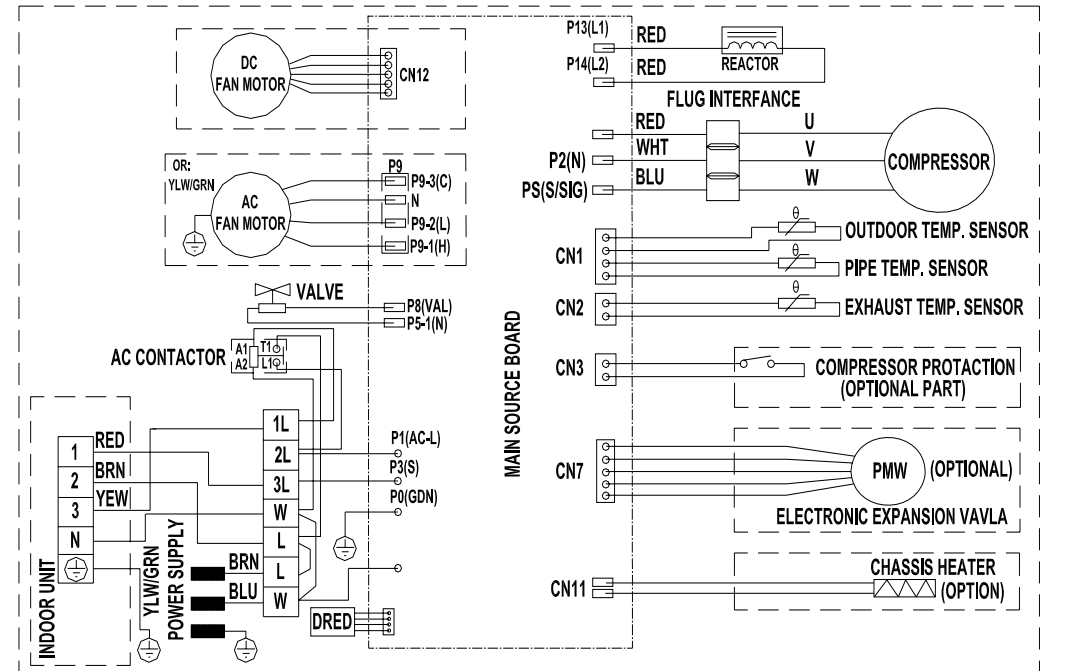 P13(L1)
RED
P14(L2)
RED
REACTOR
DC
FAN MOTOR
CN12
FLUG INTERFANCE
RED
U
WHT
V
P2(N)
BLU
W
PS(S/SIG)
COMPRESSOR
OR:
YLW/GRN
P9
P9-3(C)
N
AC
FAN MOTOR
P9-2(L)
P9-1(H)
CN1
θ
OUTDOOR TEMP. SENSOR
θ
PIPE TEMP. SENSOR
VALVE
P8(VAL)
P5-1(N)
CN2
θ
EXHAUST TEMP. SENSOR
AC CONTACTOR
A1
T1
A2
L1
MAIN SOURCE BOARD
CN3
COMPRESSOR PROTACTION
(OPTIONAL PART)
1
RED
2
BRN
3
YEW
N
INDOOR UNIT
YLW/GRN
POWER SUPPLY
BRN
BLU
1L
2L
3L
W
L
L
W
P1(AC-L)
P3(S)
P0(GDN)
DRED
CN7
PMW
(OPTIONAL)
ELECTRONIC EXPANSION VAVLA
CN11
CHASSIS HEATER
(OPTION)